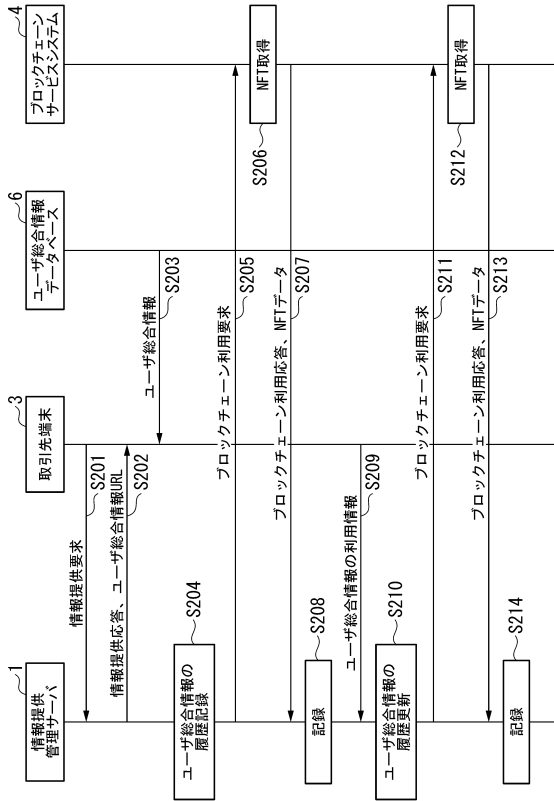 情報提供
管理サーバ
1
取引先端末
3
ユーザ総合情報
データベース
6
ブロックチェーン
サービスシステム
4
情報提供要求
S201
情報提供応答、ユーザ総合情報URL
S202
ユーザ総合情報
S203
ユーザ総合情報の
履歴記録
S204
ブロックチェーン利用要求
S205
NFT取得
S206
ブロックチェーン利用応答、NFTデータ
S207
記録
S208
ユーザ総合情報の利用情報
S209
ユーザ総合情報の
履歴更新
S210
ブロックチェーン利用要求
S211
NFT取得
S212
ブロックチェーン利用応答、NFTデータ
S213
記録
S214